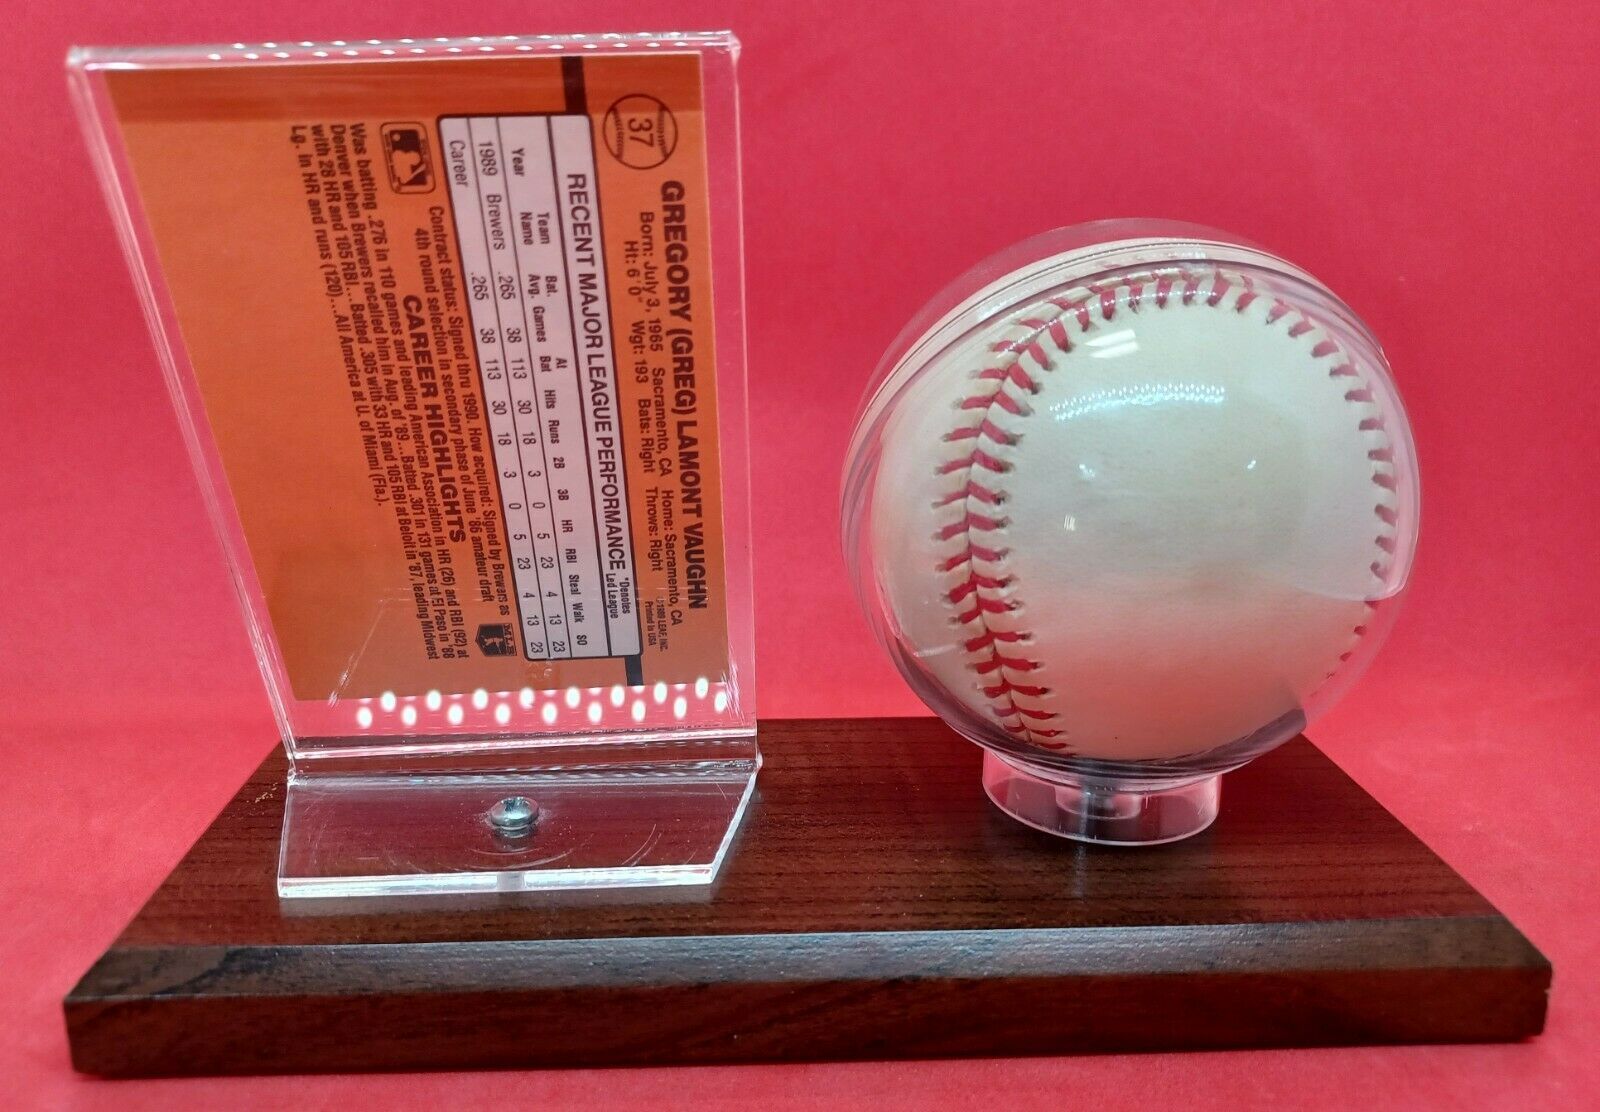 37
GREGORY (GREG) LAMONT VAUGHN
Born: July 3, 1965 Sacramento, CA Home: Sacramento, CA
Ht: 6'0" Wgt: 193 Bats: Right Throws: Right
©1989 LEAF, INC.
Printed in USA
RECENT MAJOR LEAGUE PERFORMANCE
*Denotes
Led League
Year Team Name Bat. Avg. Games At Bat Hits Runs 2B 3B HR RBI Steal Walk SO
1989 Brewers .265 38 113 30 18 3 0 5 23 4 13 23
Career .265 38 113 30 18 3 0 5 23 4 13 23
Contract status: Signed thru 1990. How acquired: Signed by Brewers as
4th round selection in secondary phase of June '86 amateur draft
MLB
CAREER HIGHLIGHTS
Was batting .276 in 110 games and leading American Association in HR (26) and RBI (92) at
Denver when Brewers recalled him in Aug. of '89...Batted .301 in 131 games at El Paso in '88
with 28 HR and 105 RBI...Batted .305 with 33 HR and 105 RBI at Beloit in '87, leading Midwest
Lg. in HR and runs (120)....All America at U. of Miami (Fla.).